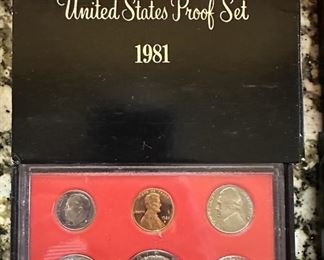 United States Proof Set
1981